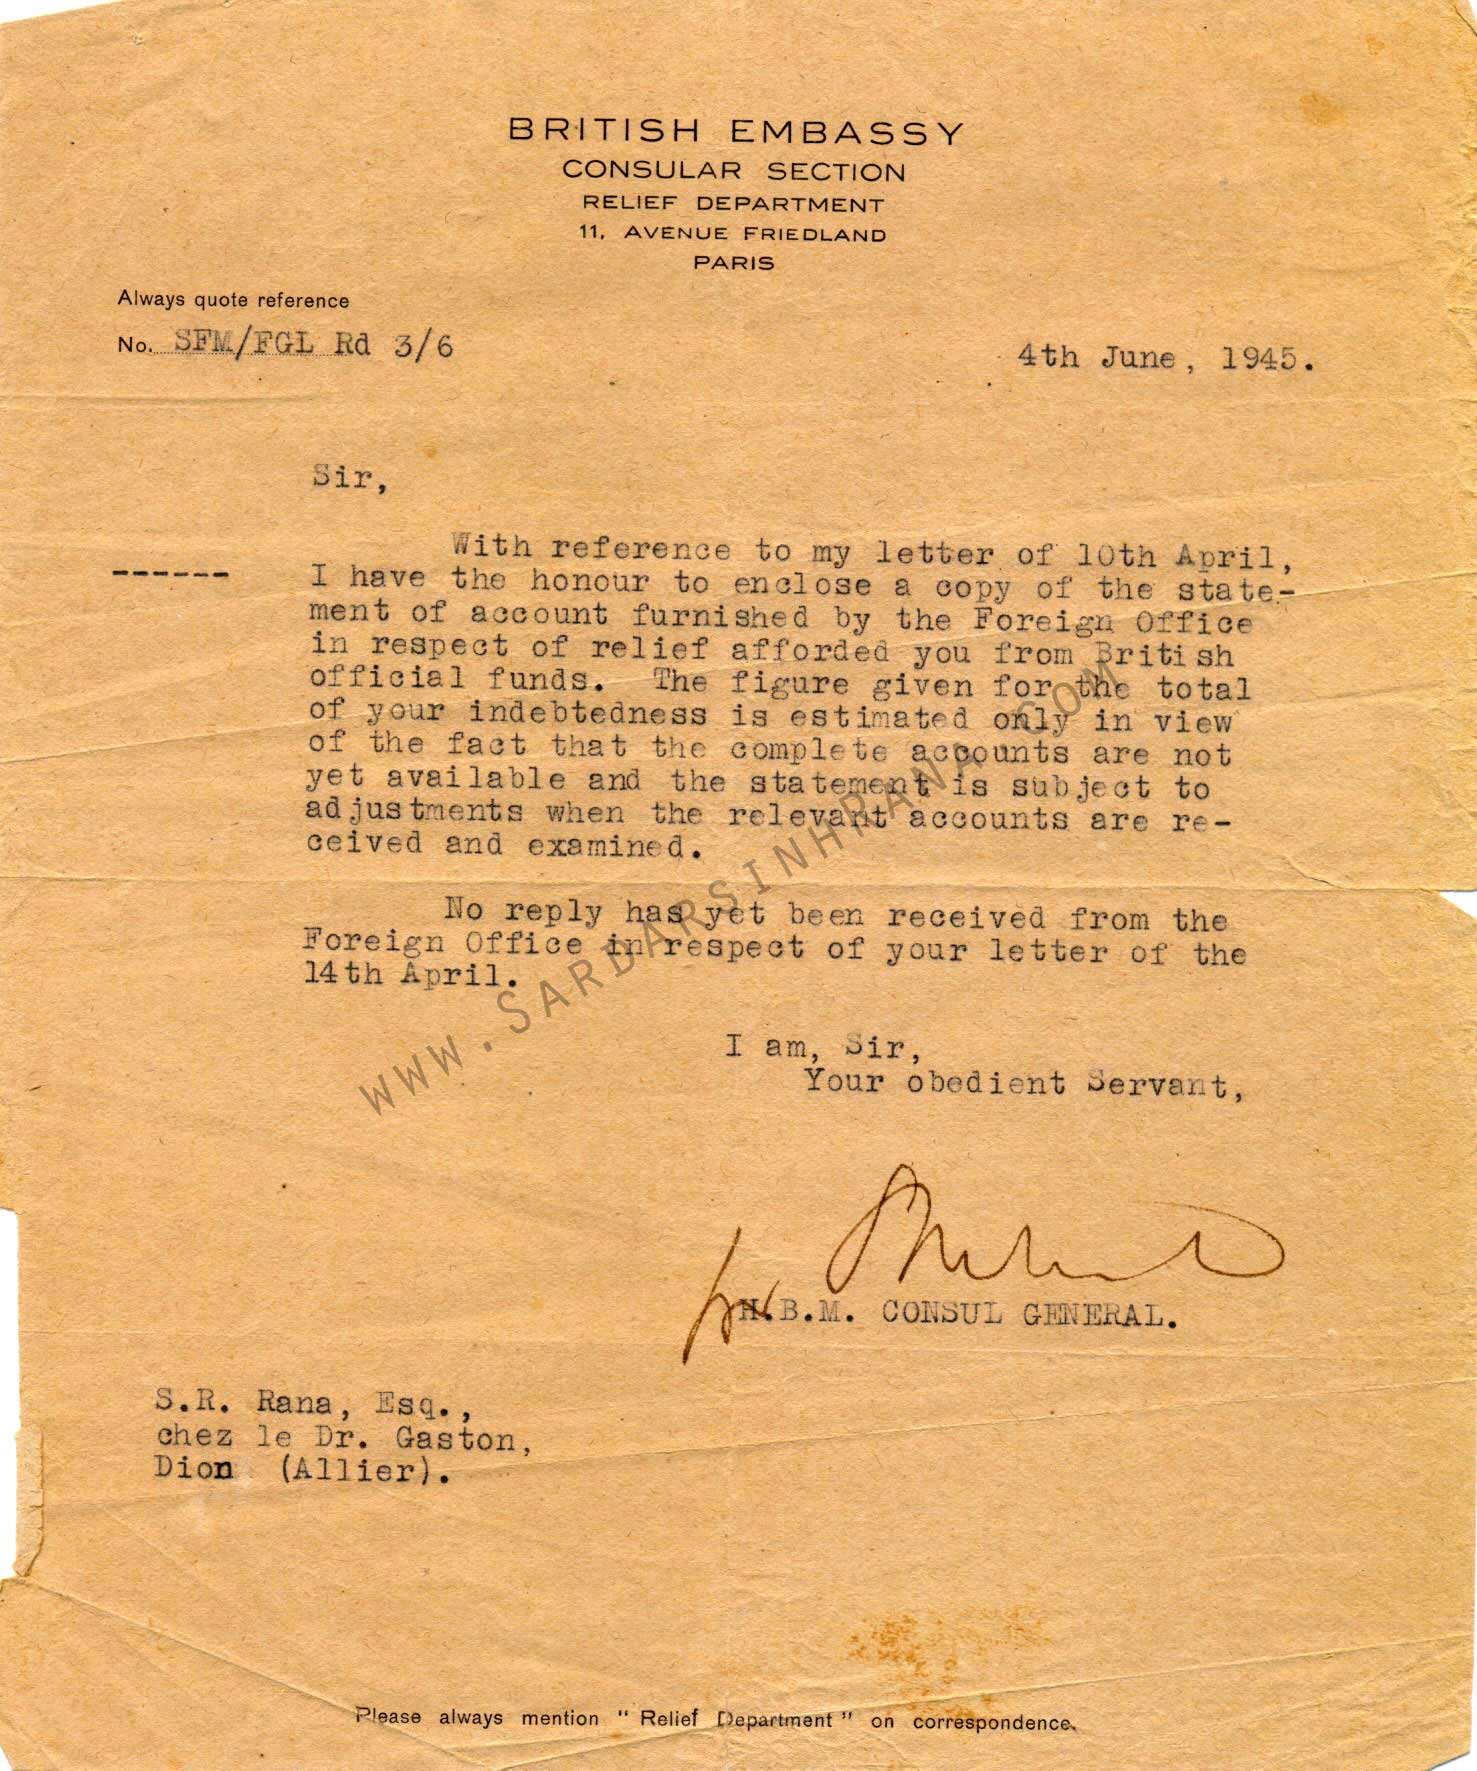 BRITISH EMBASSY
CONSULAR SECTION
RELIEF DEPARTMENT
11, AVENUE FRIEDLAND
PARIS
Always quote reference
No. SFM/FGL Rd 3/6
4th June, 1945.
Sir,
With reference to my letter of 10th April,
------ I have the honour to enclose a copy of the state-
ment of account furnished by the Foreign Office
in respect of relief afforded you from British
official funds. The figure given for the total
of your indebtedness is estimated only in view
of the fact that the complete accounts are not
yet available and the statement is subject to
adjustments when the relevant accounts are re-
ceived and examined.
No reply has yet been received from the
Foreign Office in respect of your letter of the
14th April.
I am, Sir,
Your obedient Servant,
for H.B.M. CONSUL GENERAL.
S.R. Rana, Esq.,
chez le Dr. Gaston,
Dion (Allier).
Please always mention " Relief Department " on correspondence.
WWW.SARDARSINHRANA.COM